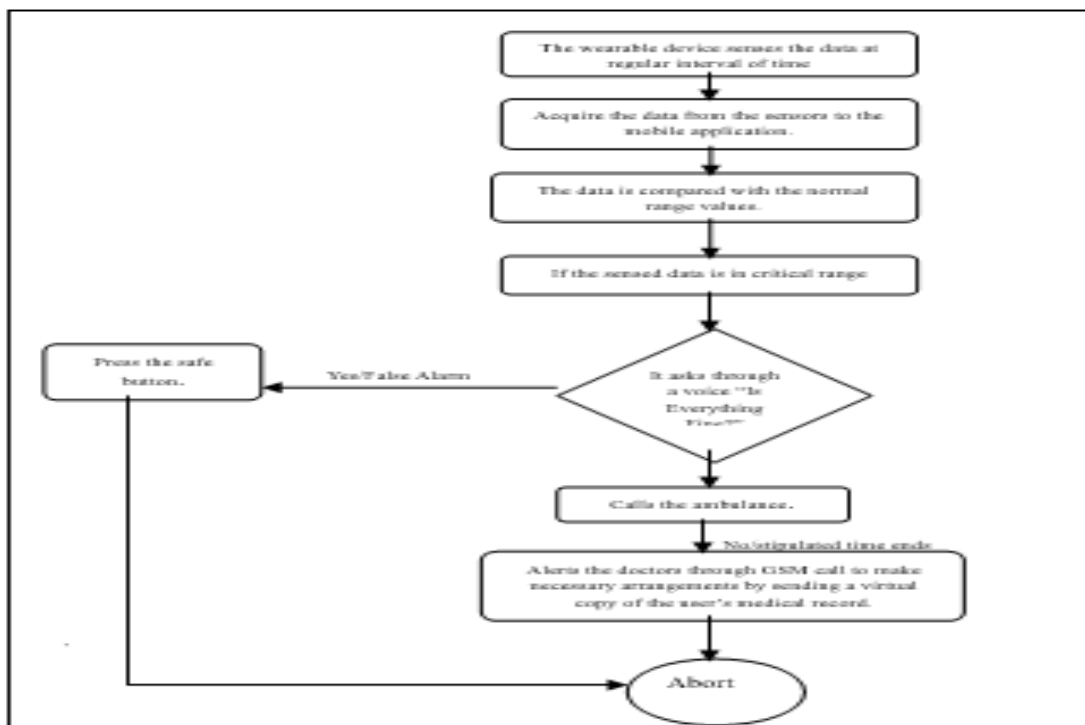 The wearable device senses the data at
regular interval of time
Acquire the data from the sensors to the
mobile application.
The data is compared with the normal
range values.
If the sensed data is in critical range
Press the safe
button.
Yes/False Alarm
It asks through
a voice "Is
Everything
Fine?"
Calls the ambulance.
No/stipulated time ends
Alerts the doctors through GSM call to make
necessary arrangements by sending a virtual
copy of the user's medical record.
Abort